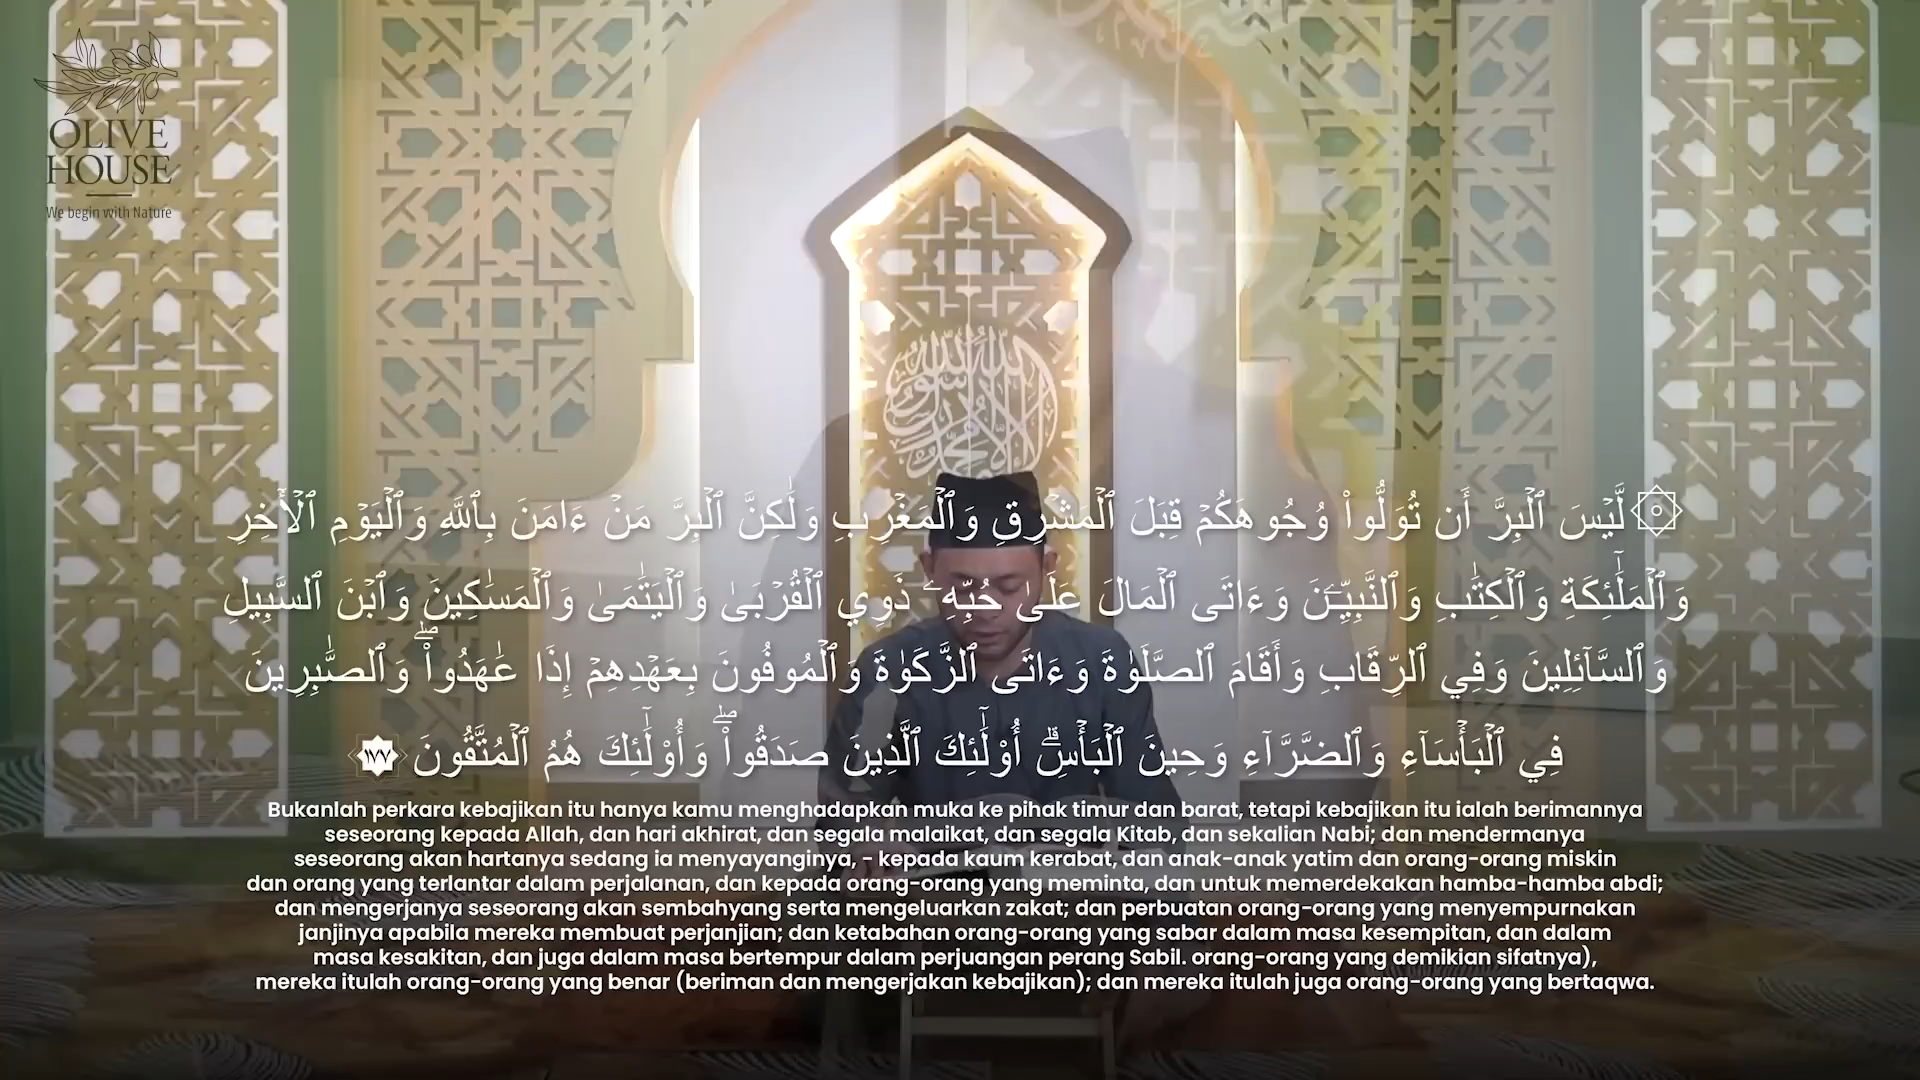 OLIVE
HOUSE
We begin with Nature
۞ لَّيْسَ ٱلْبِرَّ أَن تُوَلُّوا۟ وُجُوهَكُمْ قِبَلَ ٱلْمَشْرِقِ وَٱلْمَغْرِبِ وَلَٰكِنَّ ٱلْبِرَّ مَنْ ءَامَنَ بِٱللَّهِ وَٱلْيَوْمِ ٱلْأَخِرِ
وَٱلْمَلَٰٓئِكَةِ وَٱلْكِتَٰبِ وَٱلنَّبِيِّـۧنَ وَءَاتَى ٱلْمَالَ عَلَىٰ حُبِّهِۦ ذَوِي ٱلْقُرْبَىٰ وَٱلْيَتَٰمَىٰ وَٱلْمَسَٰكِينَ وَٱبْنَ ٱلسَّبِيلِ
وَٱلسَّآئِلِينَ وَفِي ٱلرِّقَابِ وَأَقَامَ ٱلصَّلَوٰةَ وَءَاتَى ٱلزَّكَوٰةَ وَٱلْمُوفُونَ بِعَهْدِهِمْ إِذَا عَٰهَدُوا۟ۖ وَٱلصَّٰبِرِينَ
فِي ٱلْبَأْسَآءِ وَٱلضَّرَّآءِ وَحِينَ ٱلْبَأْسِۗ أُو۟لَٰٓئِكَ ٱلَّذِينَ صَدَقُوا۟ۖ وَأُو۟لَٰٓئِكَ هُمُ ٱلْمُتَّقُونَ ١٧٧
Bukanlah perkara kebajikan itu hanya kamu menghadapkan muka ke pihak timur dan barat, tetapi kebajikan itu ialah berimannya
seseorang kepada Allah, dan hari akhirat, dan segala malaikat, dan segala Kitab, dan sekalian Nabi; dan mendermanya
seseorang akan hartanya sedang ia menyayanginya, - kepada kaum kerabat, dan anak-anak yatim dan orang-orang miskin
dan orang yang terlantar dalam perjalanan, dan kepada orang-orang yang meminta, dan untuk memerdekakan hamba-hamba abdi;
dan mengerjanya seseorang akan sembahyang serta mengeluarkan zakat; dan perbuatan orang-orang yang menyempurnakan
janjinya apabila mereka membuat perjanjian; dan ketabahan orang-orang yang sabar dalam masa kesempitan, dan dalam
masa kesakitan, dan juga dalam masa bertempur dalam perjuangan perang Sabil. orang-orang yang demikian sifatnya),
mereka itulah orang-orang yang benar (beriman dan mengerjakan kebajikan); dan mereka itulah juga orang-orang yang bertaqwa.